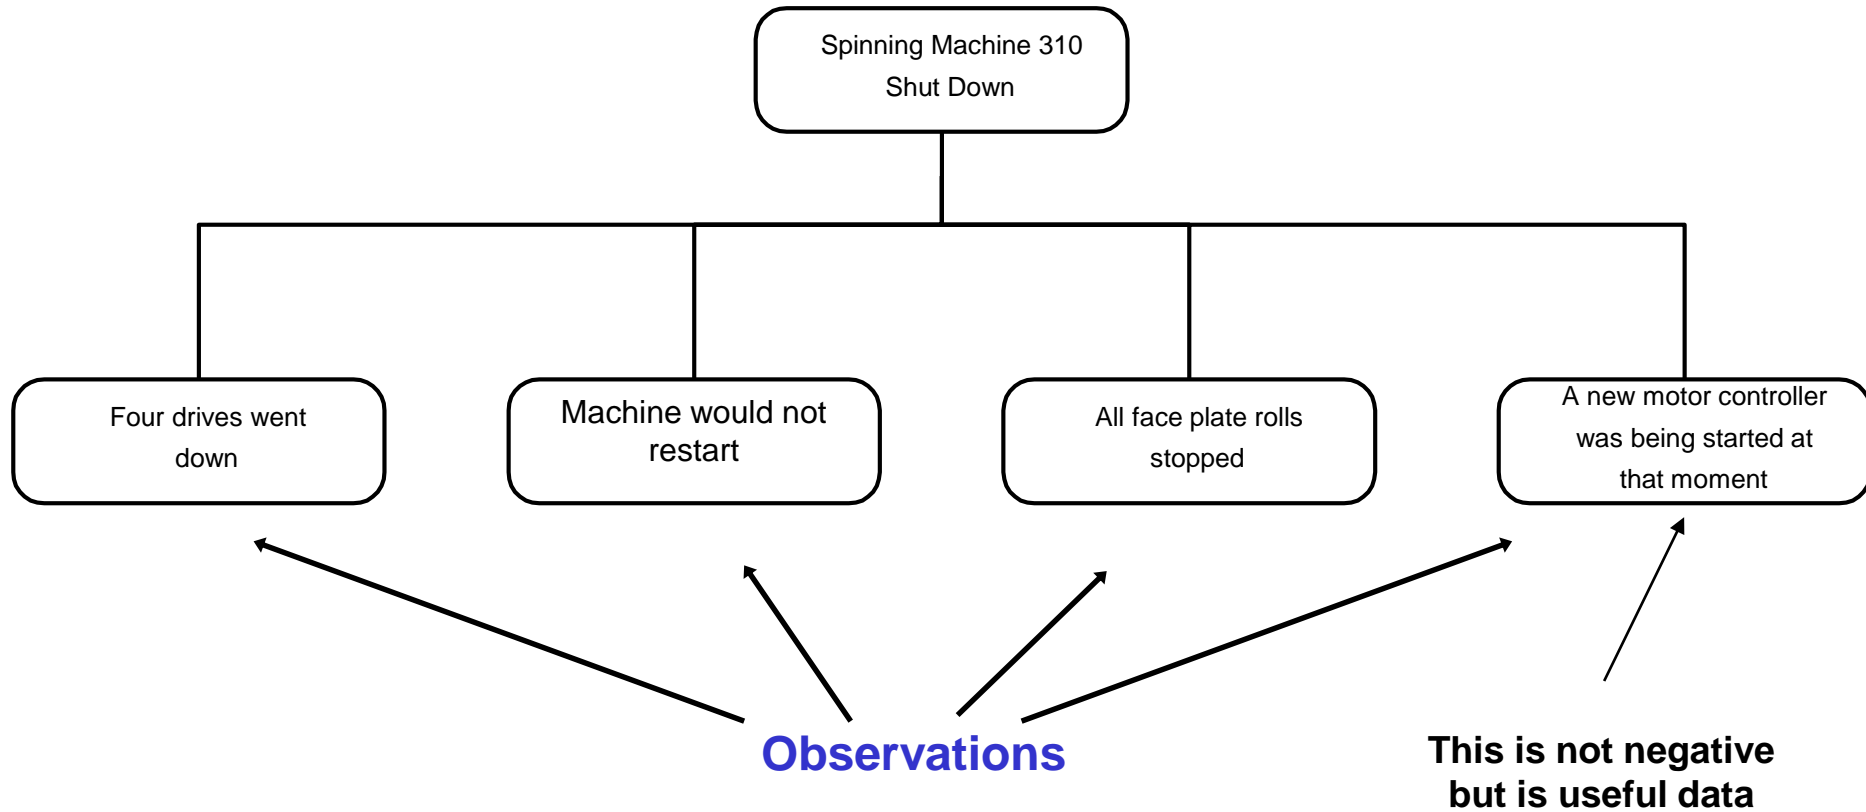 Spinning Machine 310
Shut Down
Four drives went
down
Machine would not
restart
All face plate rolls
stopped
A new motor controller
was being started at
that moment
Observations
This is not negative
but is useful data